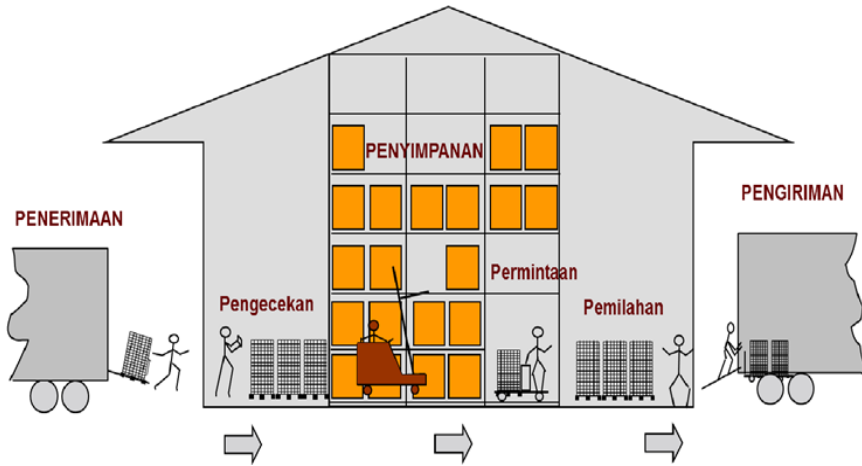 PENERIMAAN
Pengecekan
PENYIMPANAN
Permintaan
Pemilahan
PENGIRIMAN